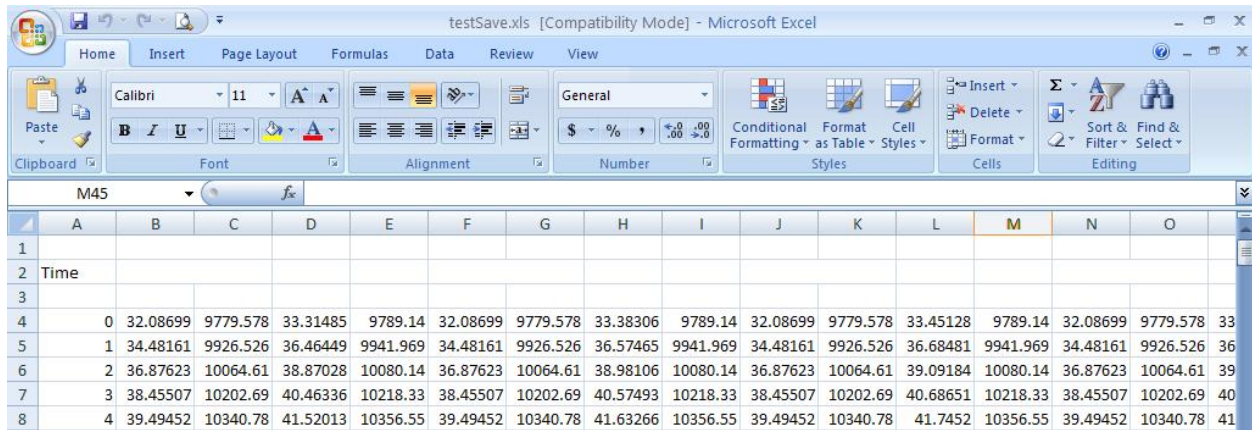 testSave.xls [Compatibility Mode] - Microsoft Excel
Home Insert Page Layout Formulas Data Review View
Paste
Clipboard
Calibri 11 A A
B I U A
Font
Alignment
General
$ % , .0 .00 .00 .0
Number
Conditional Formatting
Format as Table
Cell Styles
Styles
Insert
Delete
Format
Cells
Σ
Sort & Filter
Find & Select
Editing
M45 fx
A B C D E F G H I J K L M N O
1
2 Time
3
4 0 32.08699 9779.578 33.31485 9789.14 32.08699 9779.578 33.38306 9789.14 32.08699 9779.578 33.45128 9789.14 32.08699 9779.578 33
5 1 34.48161 9926.526 36.46449 9941.969 34.48161 9926.526 36.57465 9941.969 34.48161 9926.526 36.68481 9941.969 34.48161 9926.526 36
6 2 36.87623 10064.61 38.87028 10080.14 36.87623 10064.61 38.98106 10080.14 36.87623 10064.61 39.09184 10080.14 36.87623 10064.61 39
7 3 38.45507 10202.69 40.46336 10218.33 38.45507 10202.69 40.57493 10218.33 38.45507 10202.69 40.68651 10218.33 38.45507 10202.69 40
8 4 39.49452 10340.78 41.52013 10356.55 39.49452 10340.78 41.63266 10356.55 39.49452 10340.78 41.7452 10356.55 39.49452 10340.78 41